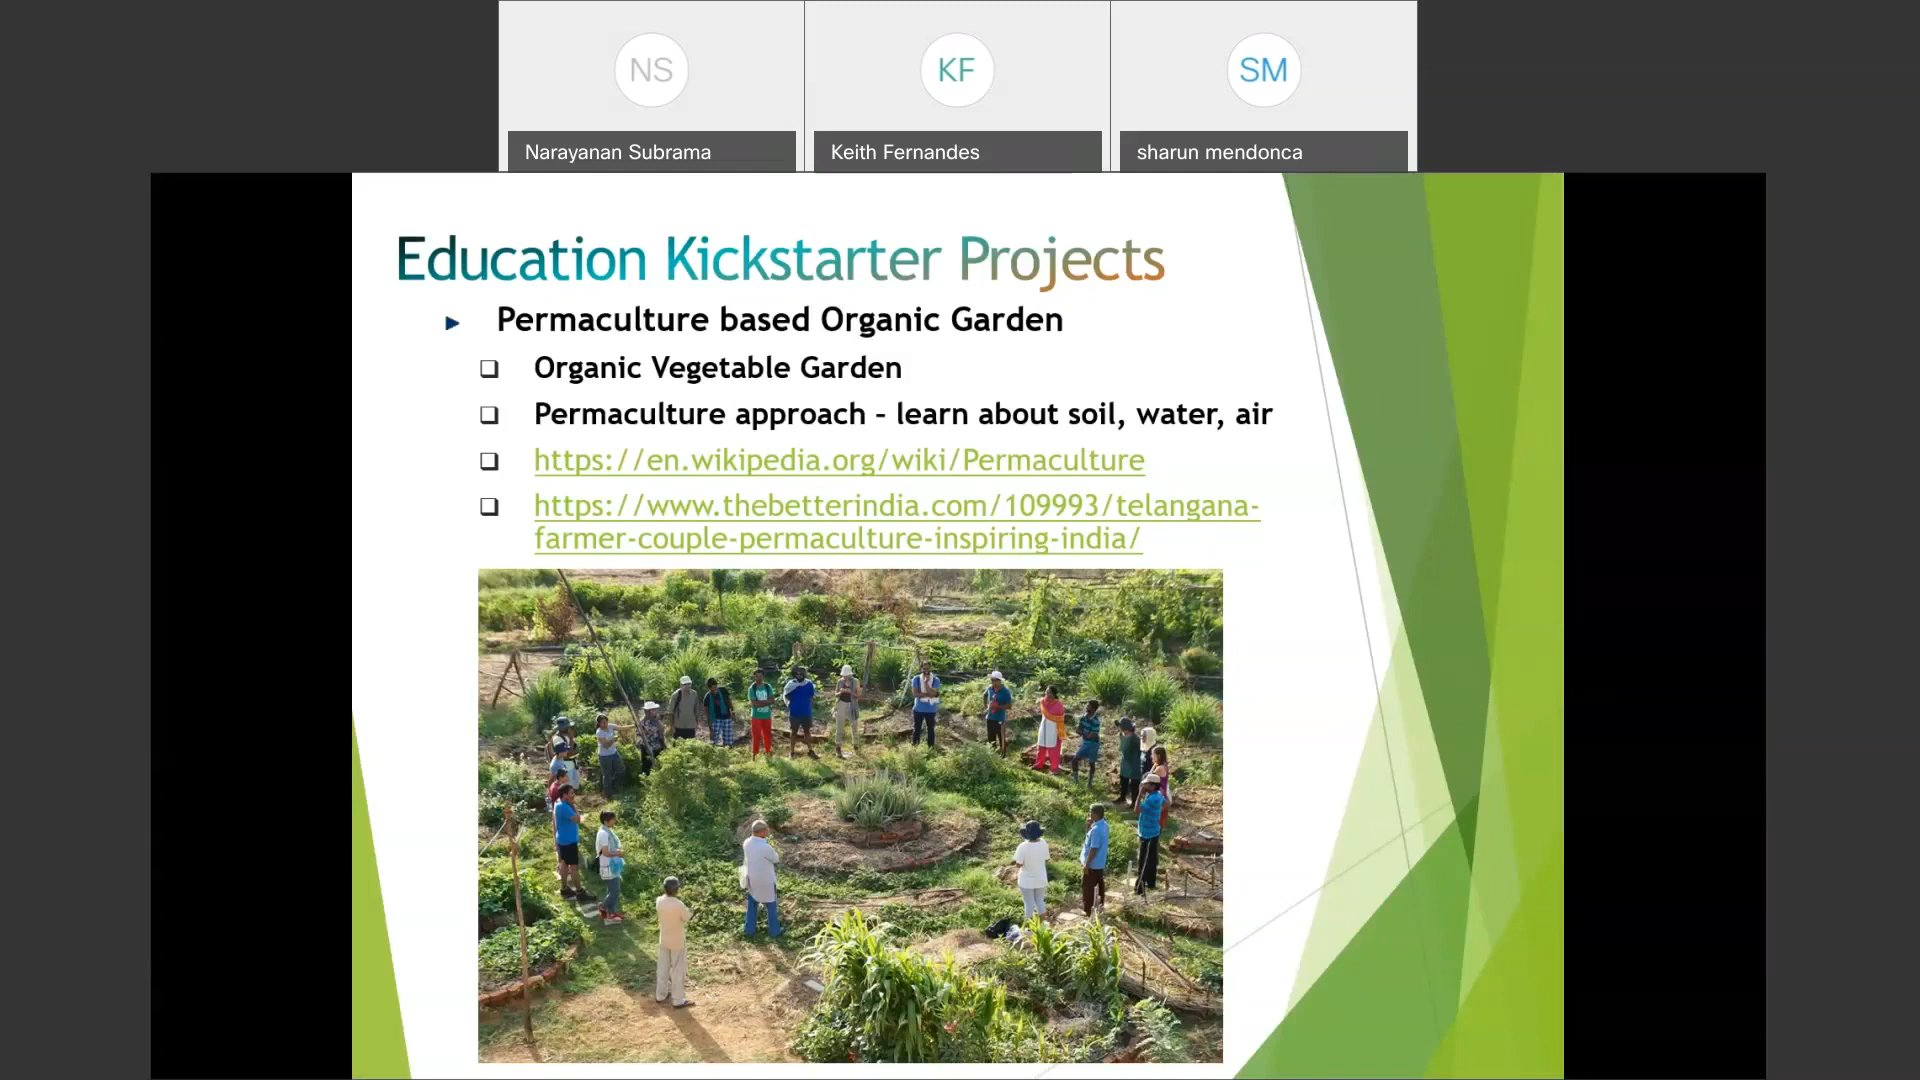 NS
KF
SM
Narayanan Subrama
Keith Fernandes
sharun mendonca
Education Kickstarter Projects
Permaculture based Organic Garden
Organic Vegetable Garden
Permaculture approach – learn about soil, water, air
https://en.wikipedia.org/wiki/Permaculture
https://www.thebetterindia.com/109993/telangana-
farmer-couple-permaculture-inspiring-india/